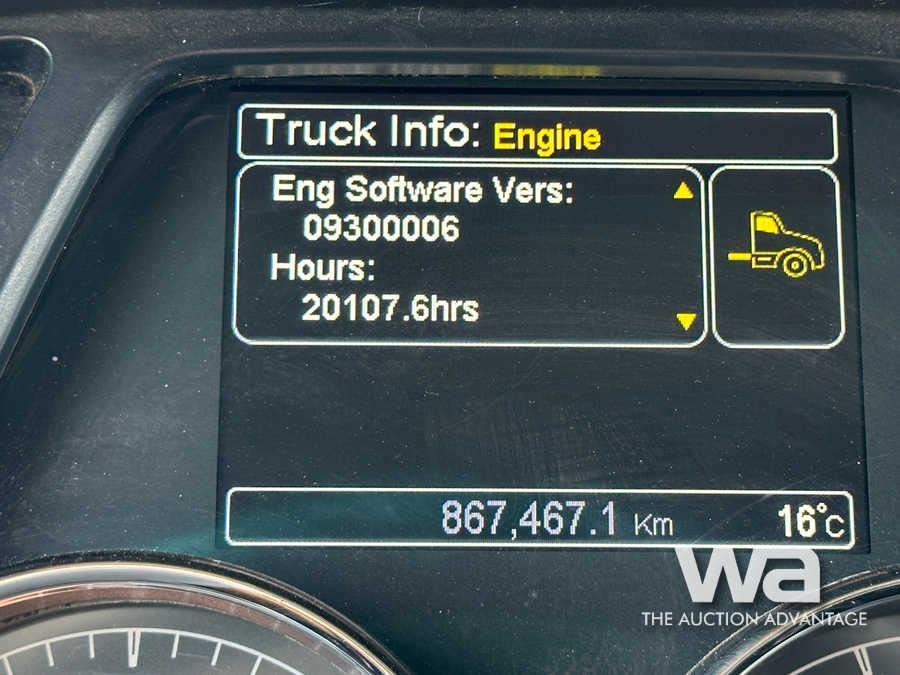 Truck Info: Engine
Eng Software Vers:
09300006
Hours:
20107.6hrs
867,467.1 Km 16°C
wa
THE AUCTION ADVANTAGE